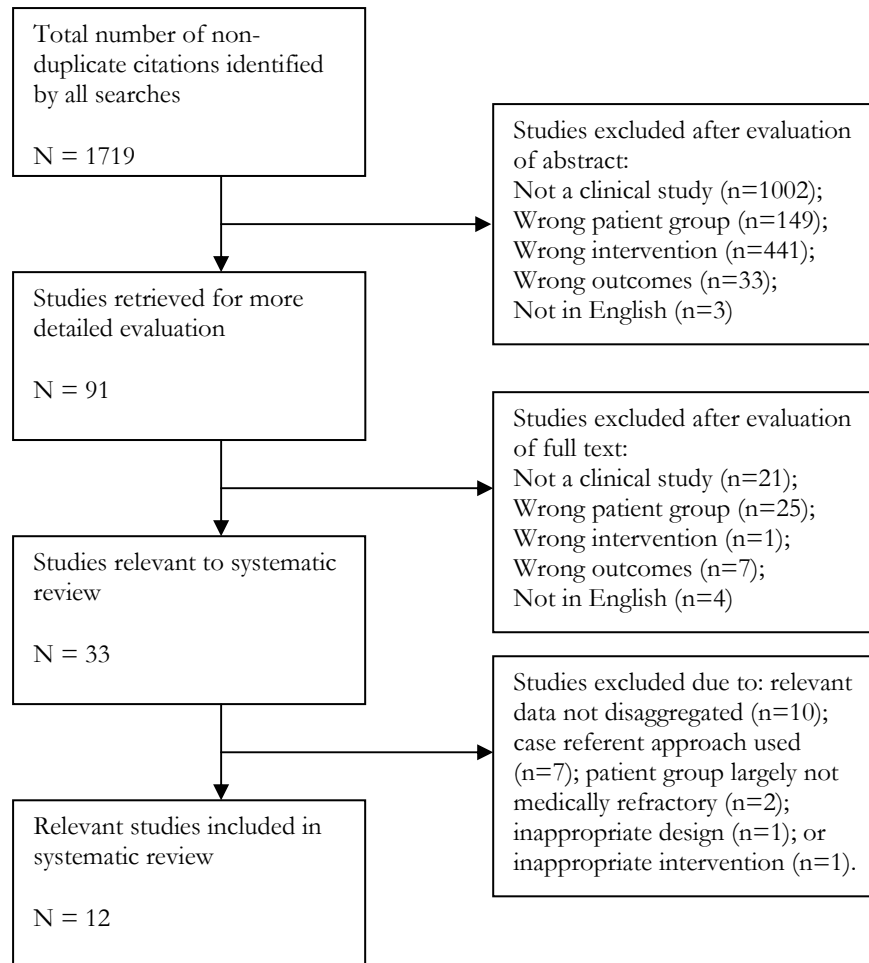 Total number of non-
duplicate citations identified
by all searches
N = 1719
Studies excluded after evaluation
of abstract:
Not a clinical study (n=1002);
Wrong patient group (n=149);
Wrong intervention (n=441);
Wrong outcomes (n=33);
Not in English (n=3)
Studies retrieved for more
detailed evaluation
N = 91
Studies excluded after evaluation
of full text:
Not a clinical study (n=21);
Wrong patient group (n=25);
Wrong intervention (n=1);
Wrong outcomes (n=7);
Not in English (n=4)
Studies relevant to systematic
review
N = 33
Studies excluded due to: relevant
data not disaggregated (n=10);
case referent approach used
(n=7); patient group largely not
medically refractory (n=2);
inappropriate design (n=1); or
inappropriate intervention (n=1).
Relevant studies included in
systematic review
N = 12